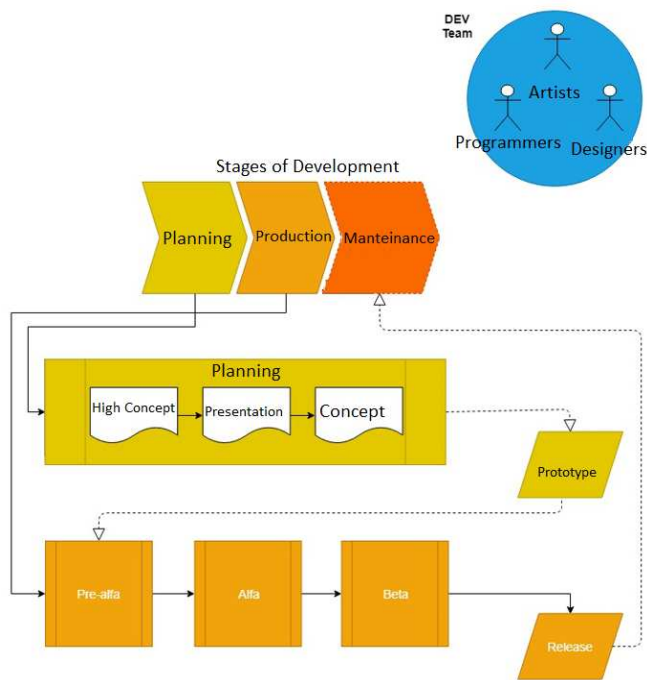 DEV
Team
Artists
Programmers
Designers
Stages of Development
Planning
Production
Manteinance
Planning
High Concept
Presentation
Concept
Prototype
Pre-alfa
Alfa
Beta
Release